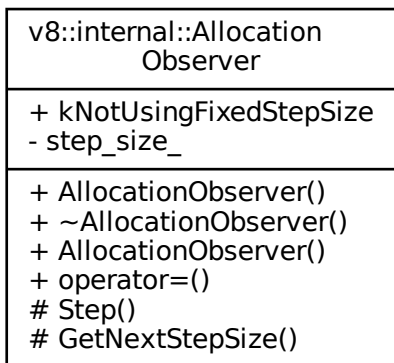 v8::internal::Allocation
Observer
+ kNotUsingFixedStepSize
- step_size_
+ AllocationObserver()
+ ~AllocationObserver()
+ AllocationObserver()
+ operator=()
# Step()
# GetNextStepSize()